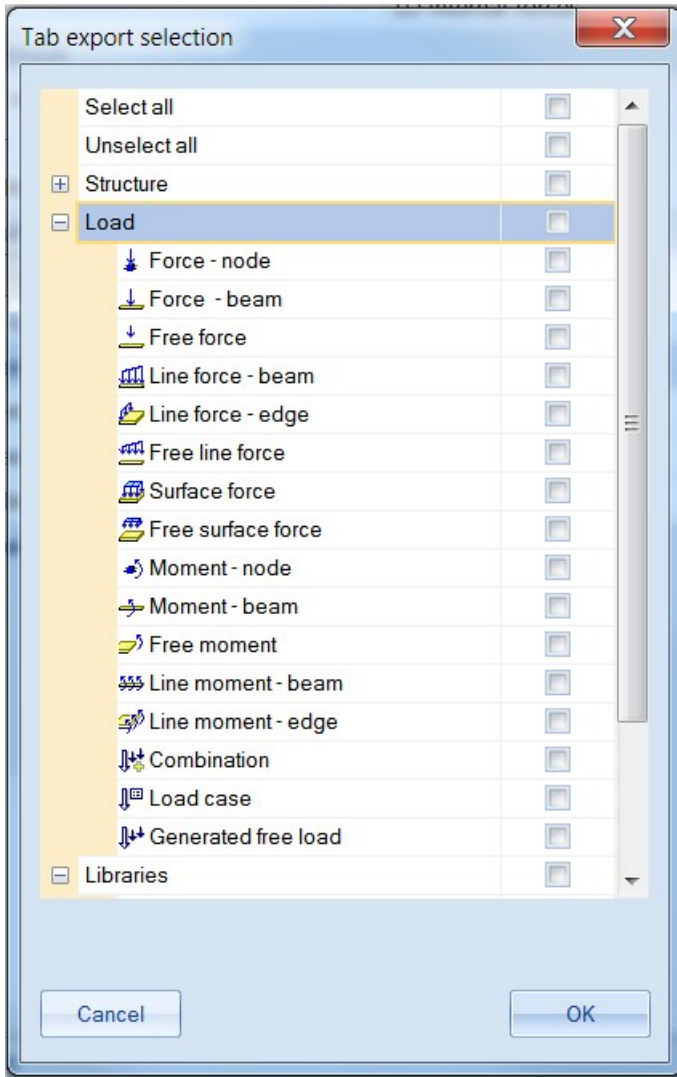 Tab export selection
X
Select all
Unselect all
Structure
Load
Force - node
Force - beam
Free force
Line force - beam
Line force - edge
Free line force
Surface force
Free surface force
Moment - node
Moment - beam
Free moment
Line moment - beam
Line moment - edge
Combination
Load case
Generated free load
Libraries
Cancel
OK